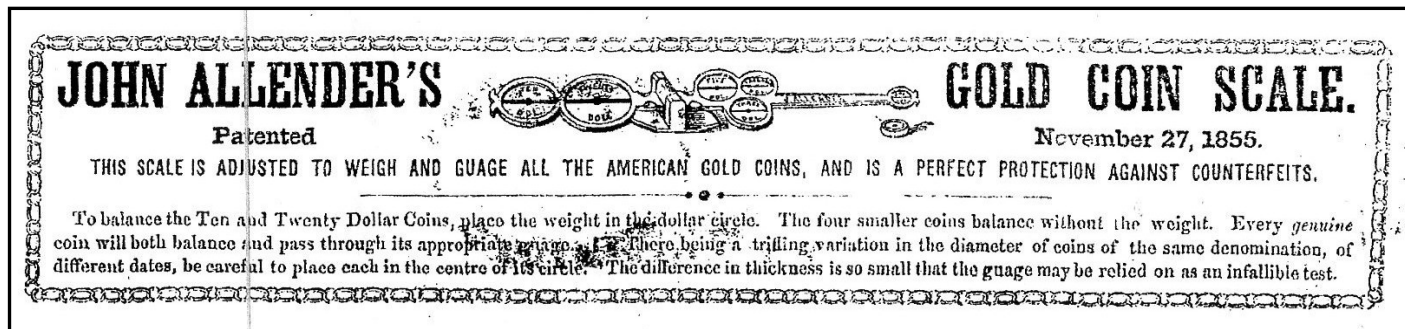 JOHN ALLENDER'S GOLD COIN SCALE.
Patented November 27, 1855.
THIS SCALE IS ADJUSTED TO WEIGH AND GUAGE ALL THE AMERICAN GOLD COINS, AND IS A PERFECT PROTECTION AGAINST COUNTERFEITS.
To balance the Ten and Twenty Dollar Coins, place the weight in the dollar circle. The four smaller coins balance without the weight. Every genuine
coin will both balance and pass through its appropriate guage. There being a trifling variation in the diameter of coins of the same denomination, of
different dates, be careful to place each in the centre of its circle. The difference in thickness is so small that the guage may be relied on as an infallible test.